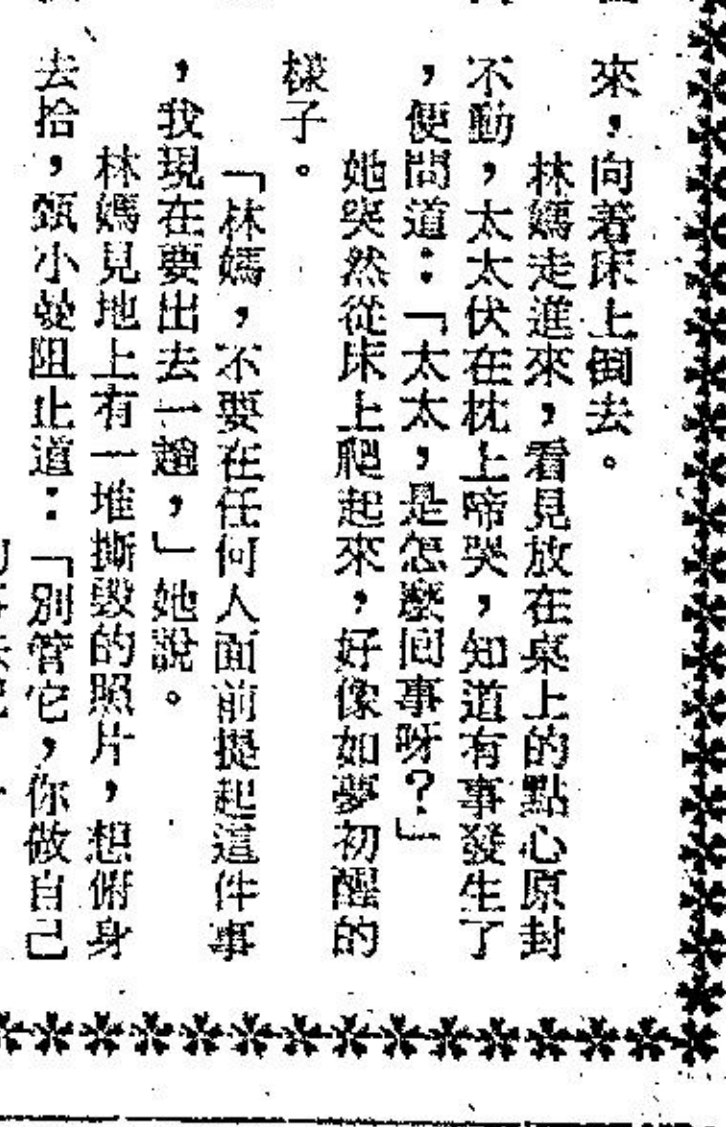 來，向着床上倒去。
林媽走進來，看見放在桌上的點心原封
不動，太太伏在枕上啼哭，知道有事發生了
，便問道：「太太，是怎麼回事呀？」
她突然從床上爬起來，好像如夢初醒的
樣子。
「林媽，不要在任何人面前提起這件事
，我現在要出去一趟，」她說。
林媽見地上有一堆撕毀的照片，想俯身
去拾，甄小曼阻止道：「別管它，你做自己